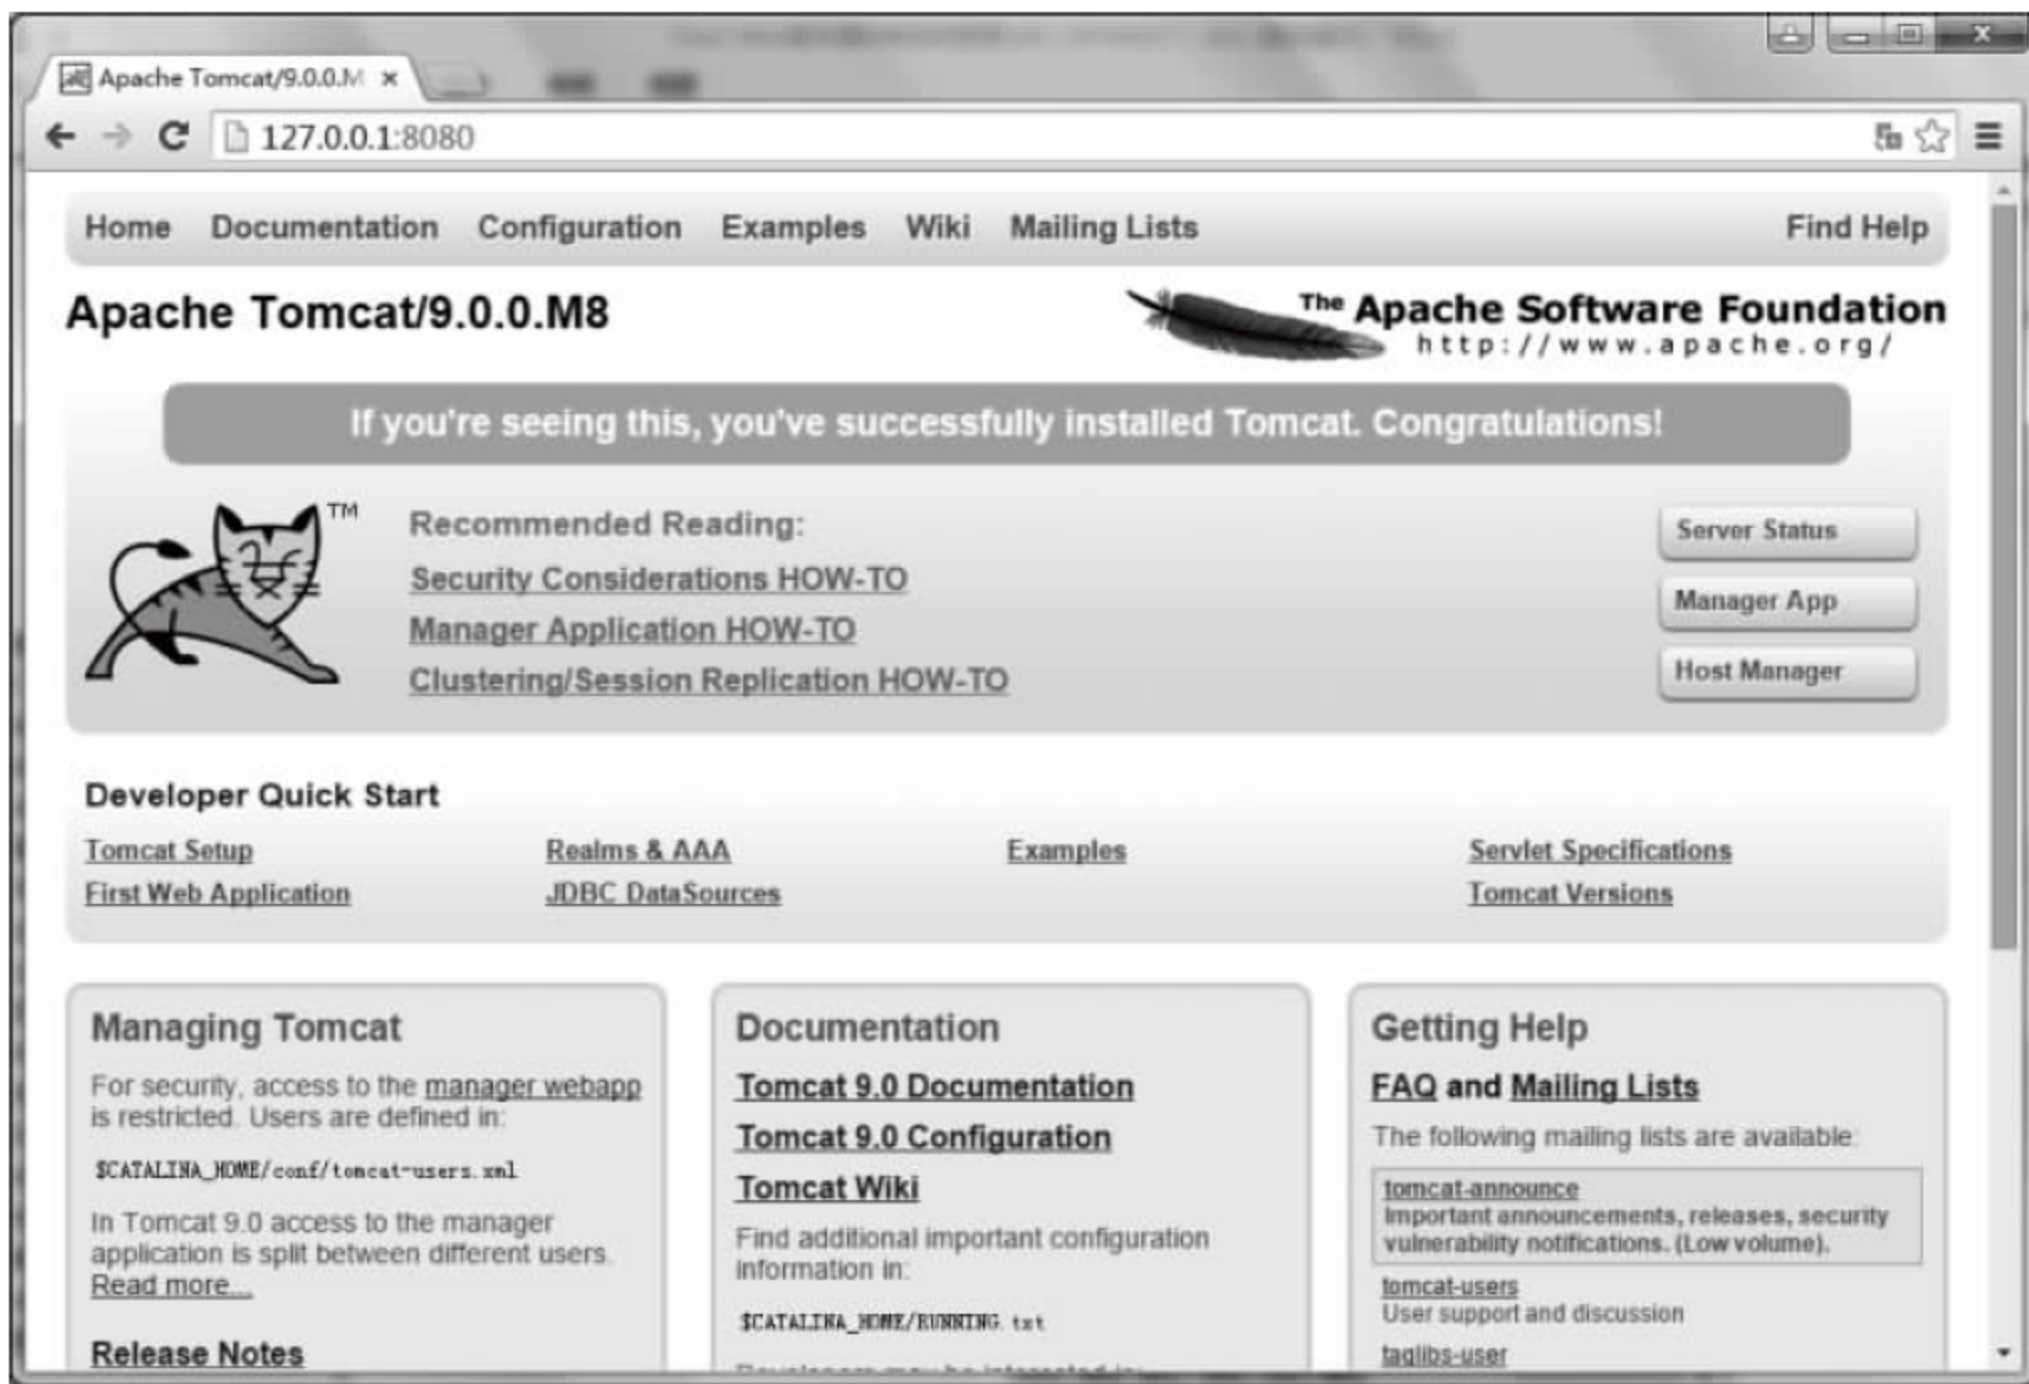 Apache Tomcat/9.0.0.M
127.0.0.1:8080
Home Documentation Configuration Examples Wiki Mailing Lists Find Help
Apache Tomcat/9.0.0.M8
The Apache Software Foundation
http://www.apache.org/
If you're seeing this, you've successfully installed Tomcat. Congratulations!
TM
Recommended Reading:
Security Considerations HOW-TO
Manager Application HOW-TO
Clustering/Session Replication HOW-TO
Server Status
Manager App
Host Manager
Developer Quick Start
Tomcat Setup Realms & AAA Examples Servlet Specifications
First Web Application JDBC DataSources Tomcat Versions
Managing Tomcat
For security, access to the manager webapp
is restricted. Users are defined in:
$CATALINA_HOME/conf/tomcat-users.xml
In Tomcat 9.0 access to the manager
application is split between different users.
Read more...
Release Notes
Documentation
Tomcat 9.0 Documentation
Tomcat 9.0 Configuration
Tomcat Wiki
Find additional important configuration
information in:
$CATALINA_HOME/RUNNING.txt
Developers may be interested in:
Getting Help
FAQ and Mailing Lists
The following mailing lists are available:
tomcat-announce
Important announcements, releases, security
vulnerability notifications. (Low volume).
tomcat-users
User support and discussion
taglibs-user